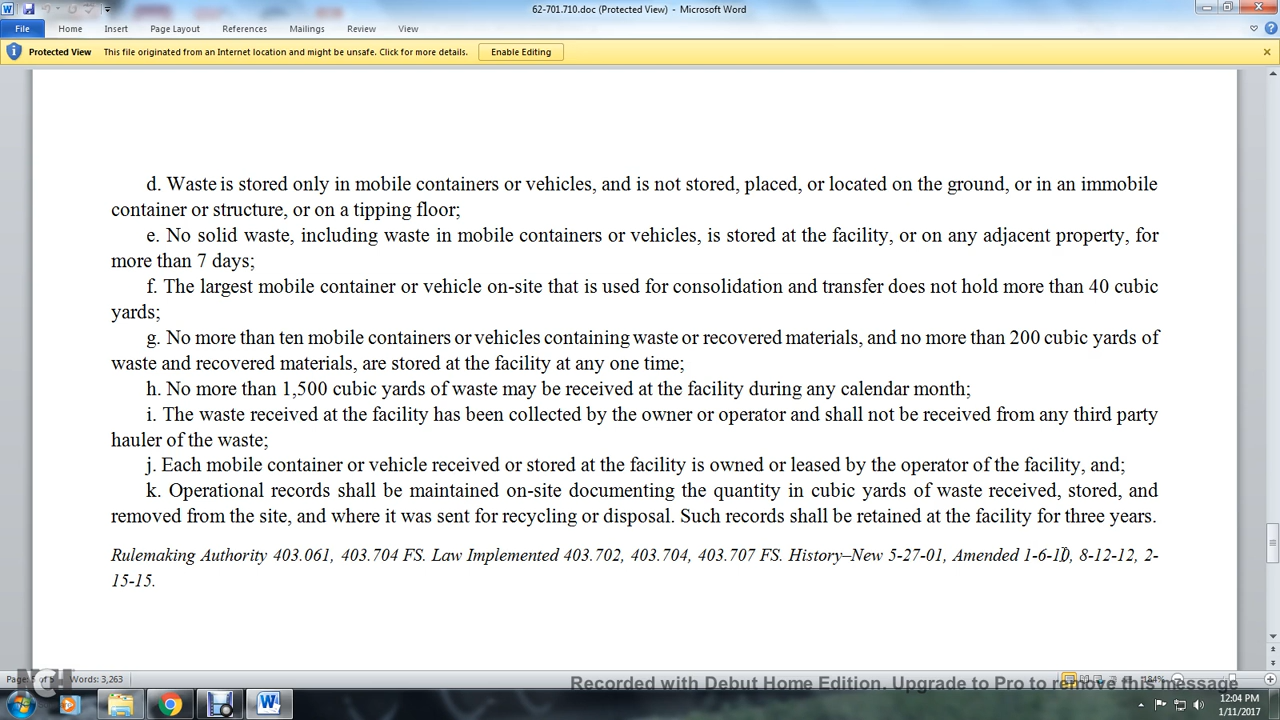 62-701.710.doc (Protected View) - Microsoft Word
File Home Insert Page Layout References Mailings Review View
Protected View This file originated from an Internet location and might be unsafe. Click for more details. Enable Editing
d. Waste is stored only in mobile containers or vehicles, and is not stored, placed, or located on the ground, or in an immobile
container or structure, or on a tipping floor;
e. No solid waste, including waste in mobile containers or vehicles, is stored at the facility, or on any adjacent property, for
more than 7 days;
f. The largest mobile container or vehicle on-site that is used for consolidation and transfer does not hold more than 40 cubic
yards;
g. No more than ten mobile containers or vehicles containing waste or recovered materials, and no more than 200 cubic yards of
waste and recovered materials, are stored at the facility at any one time;
h. No more than 1,500 cubic yards of waste may be received at the facility during any calendar month;
i. The waste received at the facility has been collected by the owner or operator and shall not be received from any third party
hauler of the waste;
j. Each mobile container or vehicle received or stored at the facility is owned or leased by the operator of the facility, and;
k. Operational records shall be maintained on-site documenting the quantity in cubic yards of waste received, stored, and
removed from the site, and where it was sent for recycling or disposal. Such records shall be retained at the facility for three years.
Rulemaking Authority 403.061, 403.704 FS. Law Implemented 403.702, 403.704, 403.707 FS. History–New 5-27-01, Amended 1-6-10, 8-12-12, 2-
15-15.
Page: 5 of 5 Words: 3,263 184%
NCH
Recorded with Debut Home Edition. Upgrade to Pro to remove this message
12:04 PM
1/11/2017